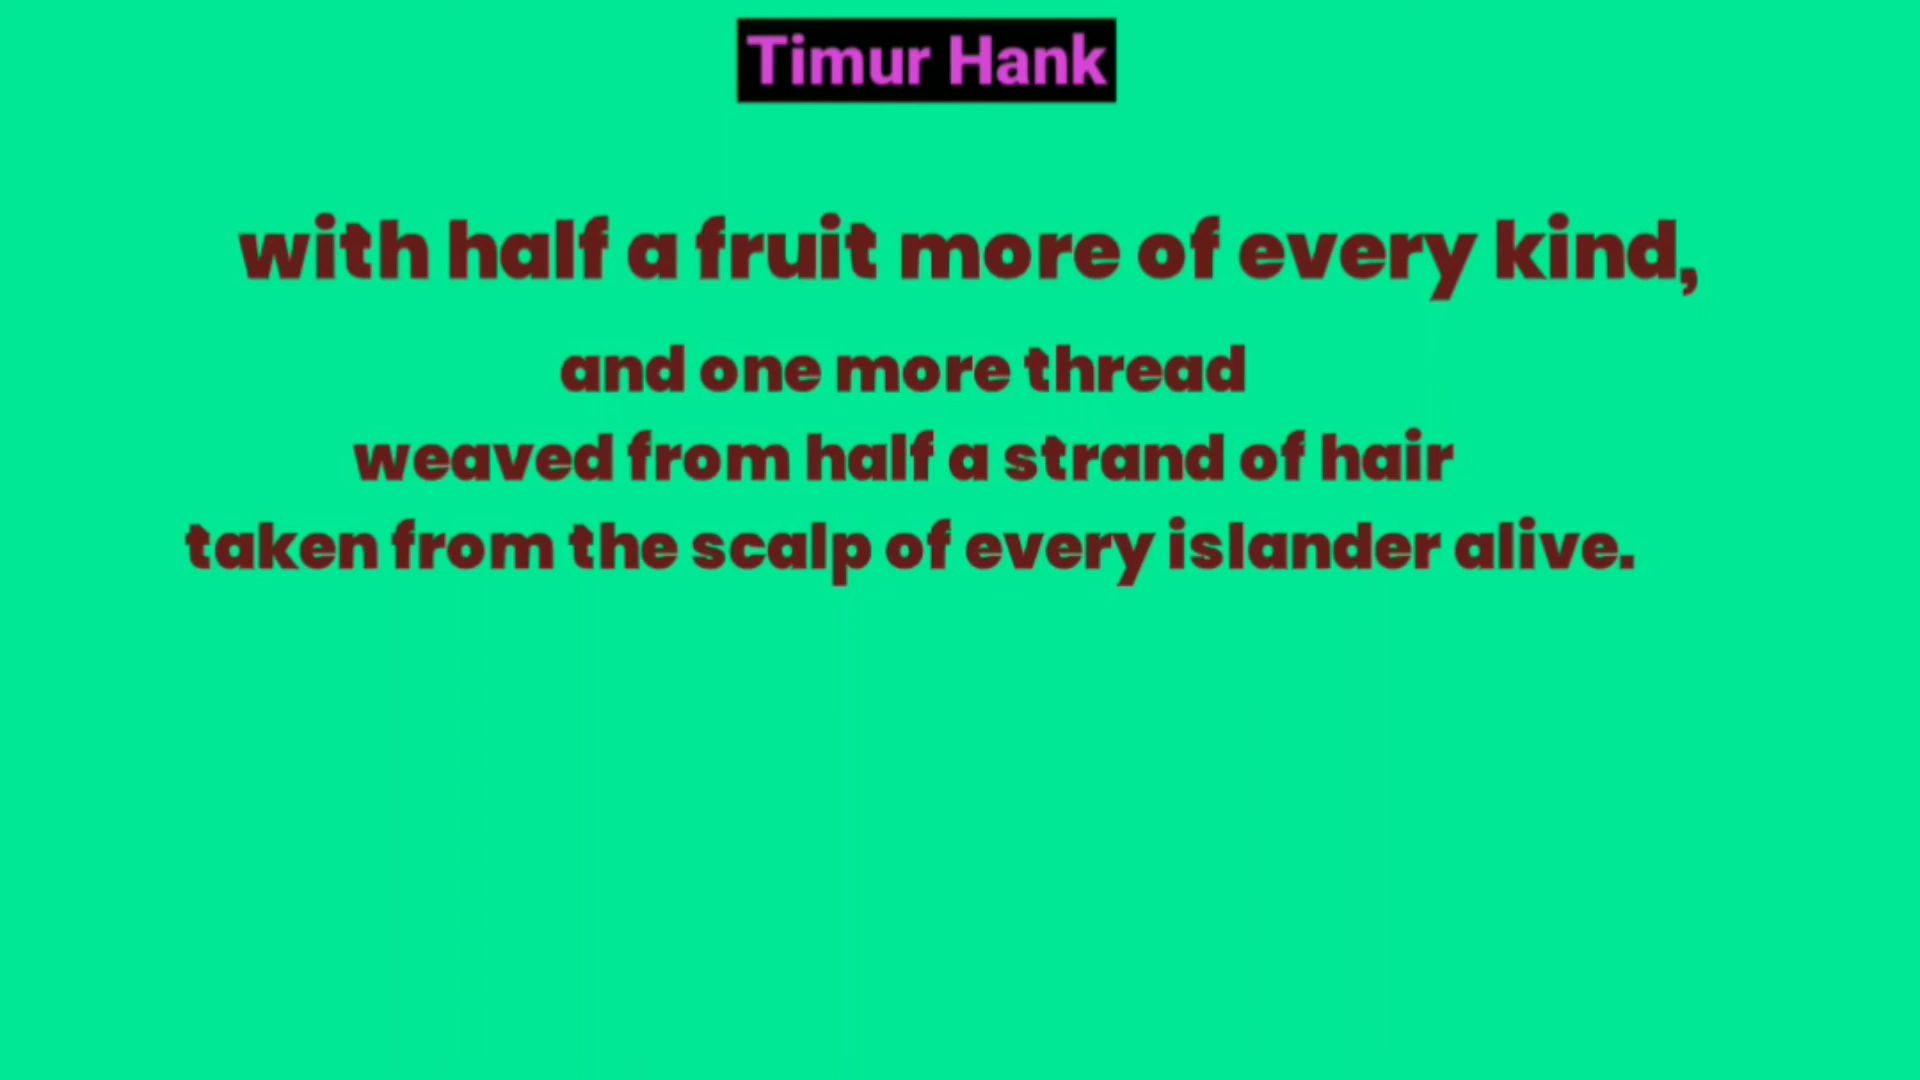 Timur Hank
with half a fruit more of every kind,
and one more thread
weaved from half a strand of hair
taken from the scalp of every islander alive.